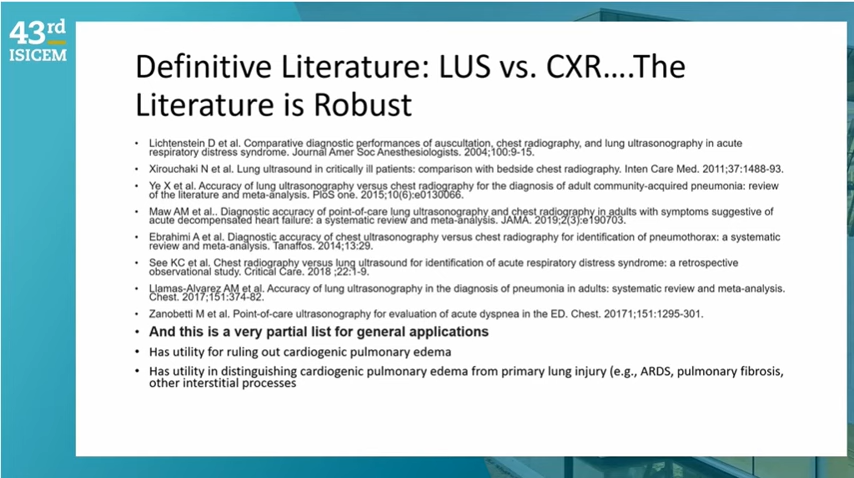 43rd
ISICEM
Definitive Literature: LUS vs. CXR....The
Literature is Robust
• Lichtenstein D et al. Comparative diagnostic performances of auscultation, chest radiography, and lung ultrasonography in acute
respiratory distress syndrome. Journal Amer Soc Anesthesiologists. 2004;100:9-15.
• Xirouchaki N et al. Lung ultrasound in critically ill patients: comparison with bedside chest radiography. Inten Care Med. 2011;37:1488-93.
• Ye X et al. Accuracy of lung ultrasonography versus chest radiography for the diagnosis of adult community-acquired pneumonia: review
of the literature and meta-analysis. PloS one. 2015;10(6):e0130066.
• Maw AM et al.. Diagnostic accuracy of point-of-care lung ultrasonography and chest radiography in adults with symptoms suggestive of
acute decompensated heart failure: a systematic review and meta-analysis. JAMA. 2019;2(3):e190703.
• Ebrahimi A et al. Diagnostic accuracy of chest ultrasonography versus chest radiography for identification of pneumothorax: a systematic
review and meta-analysis. Tanaffos. 2014;13:29.
• See KC et al. Chest radiography versus lung ultrasound for identification of acute respiratory distress syndrome: a retrospective
observational study. Critical Care. 2018 ;22:1-9.
• Llamas-Alvarez AM et al. Accuracy of lung ultrasonography in the diagnosis of pneumonia in adults: systematic review and meta-analysis.
Chest. 2017;151:374-82.
• Zanobetti M et al. Point-of-care ultrasonography for evaluation of acute dyspnea in the ED. Chest. 20171;151:1295-301.
• And this is a very partial list for general applications
• Has utility for ruling out cardiogenic pulmonary edema
• Has utility in distinguishing cardiogenic pulmonary edema from primary lung injury (e.g., ARDS, pulmonary fibrosis,
other interstitial processes